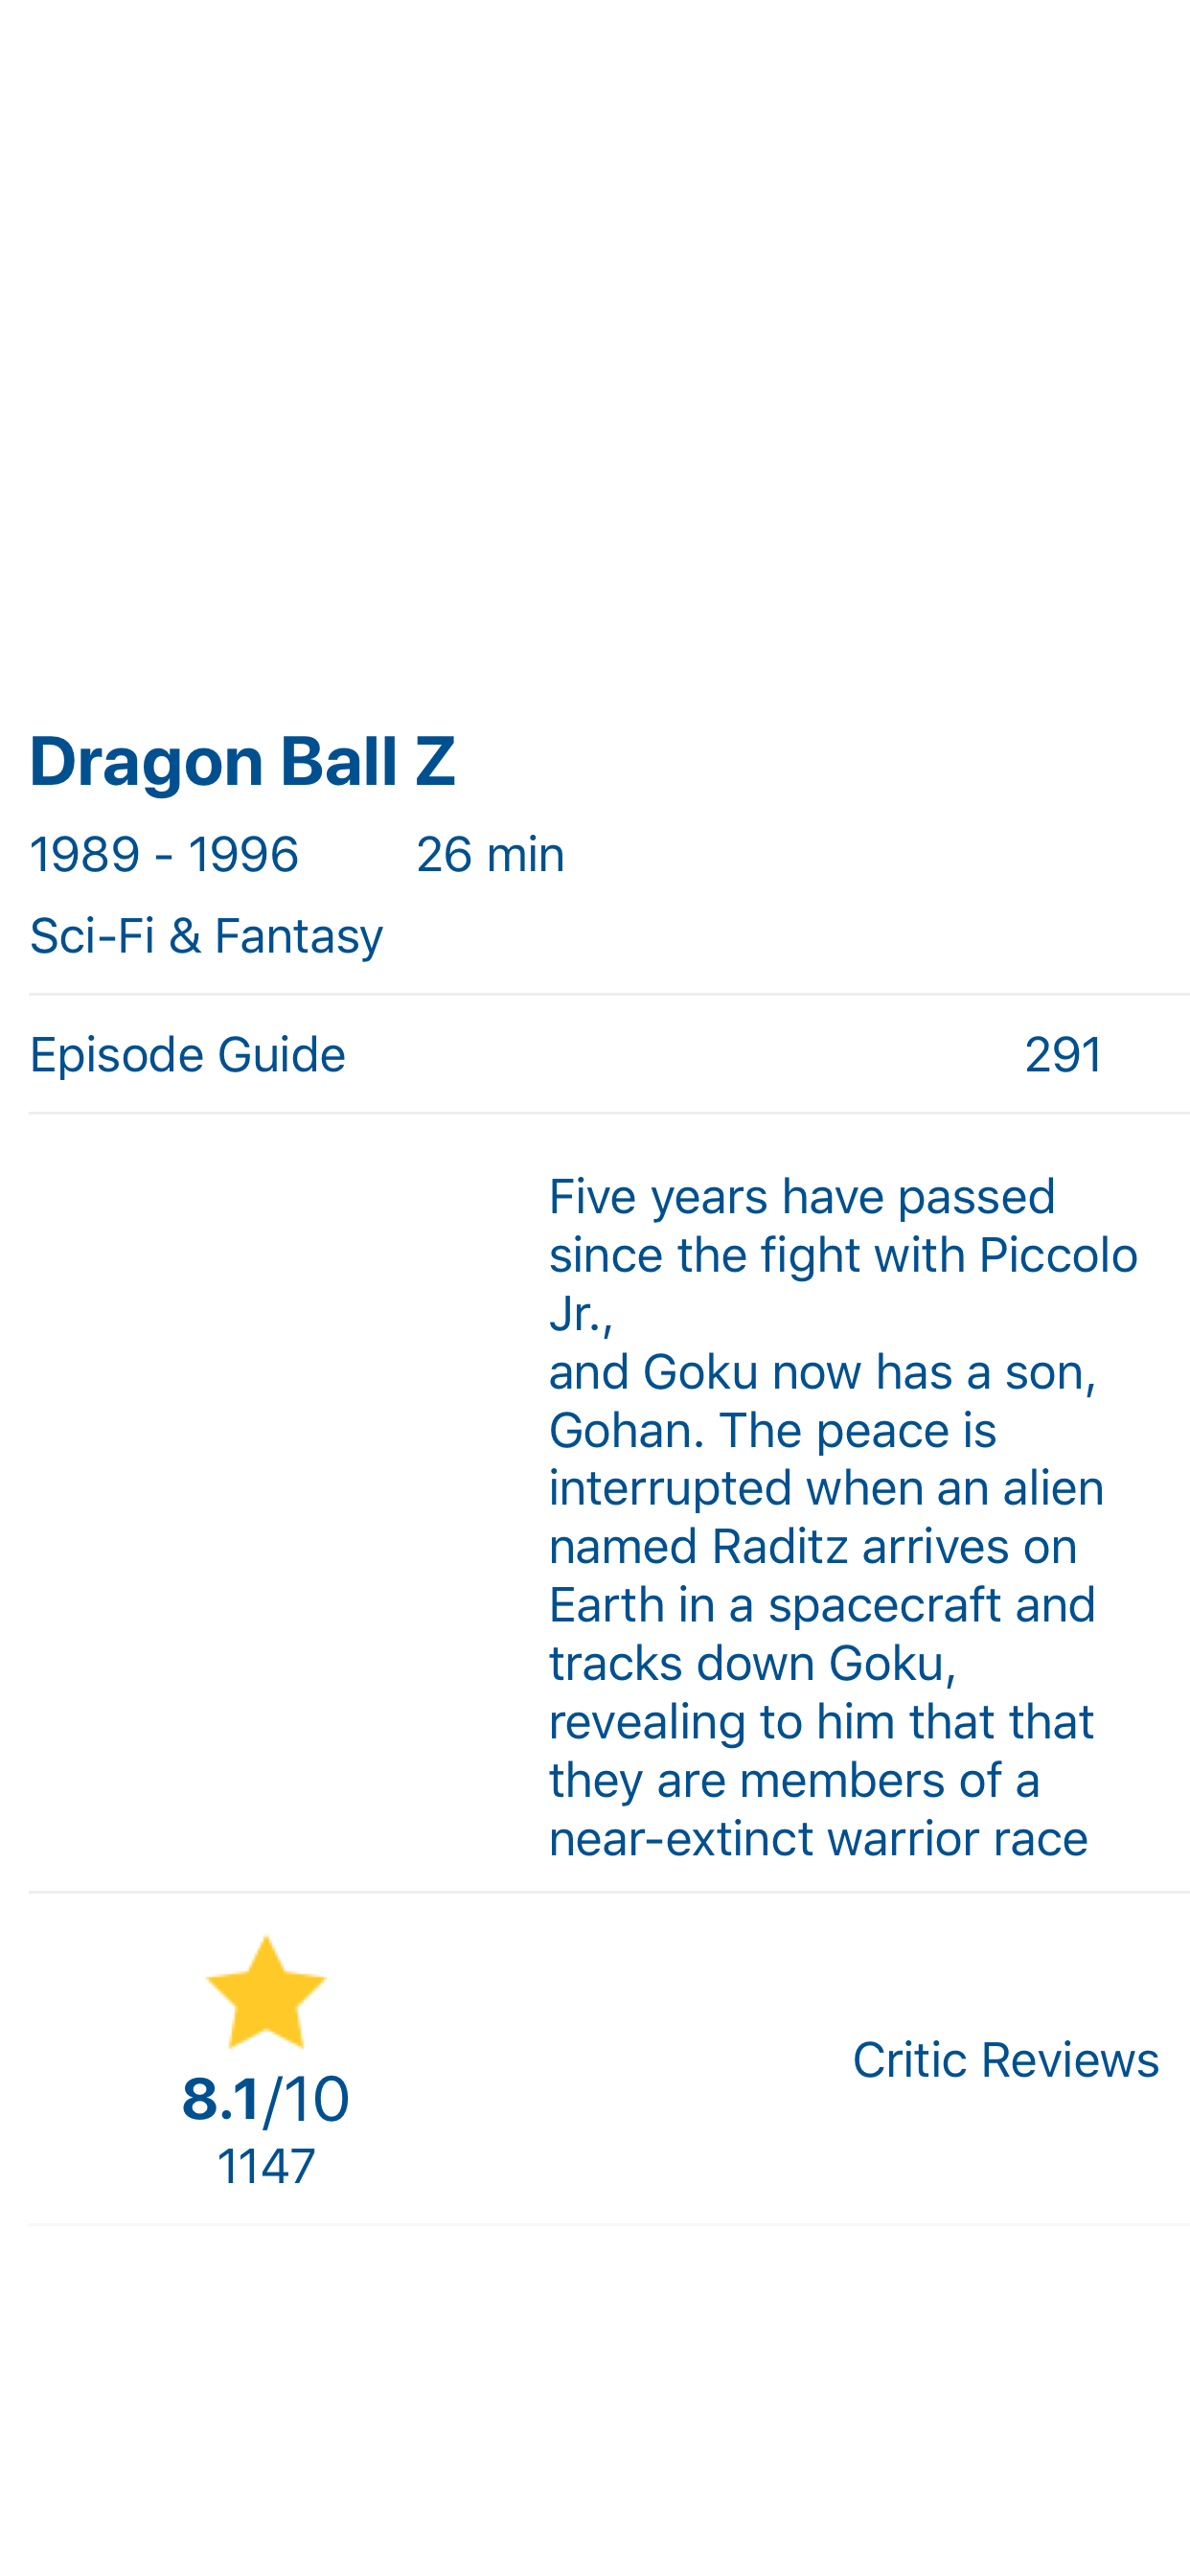 Dragon Ball Z
1989 - 1996 26 min
Sci-Fi & Fantasy
Episode Guide 291
Five years have passed
since the fight with Piccolo
Jr.,
and Goku now has a son,
Gohan. The peace is
interrupted when an alien
named Raditz arrives on
Earth in a spacecraft and
tracks down Goku,
revealing to him that that
they are members of a
near-extinct warrior race
8.1/10
Critic Reviews
1147